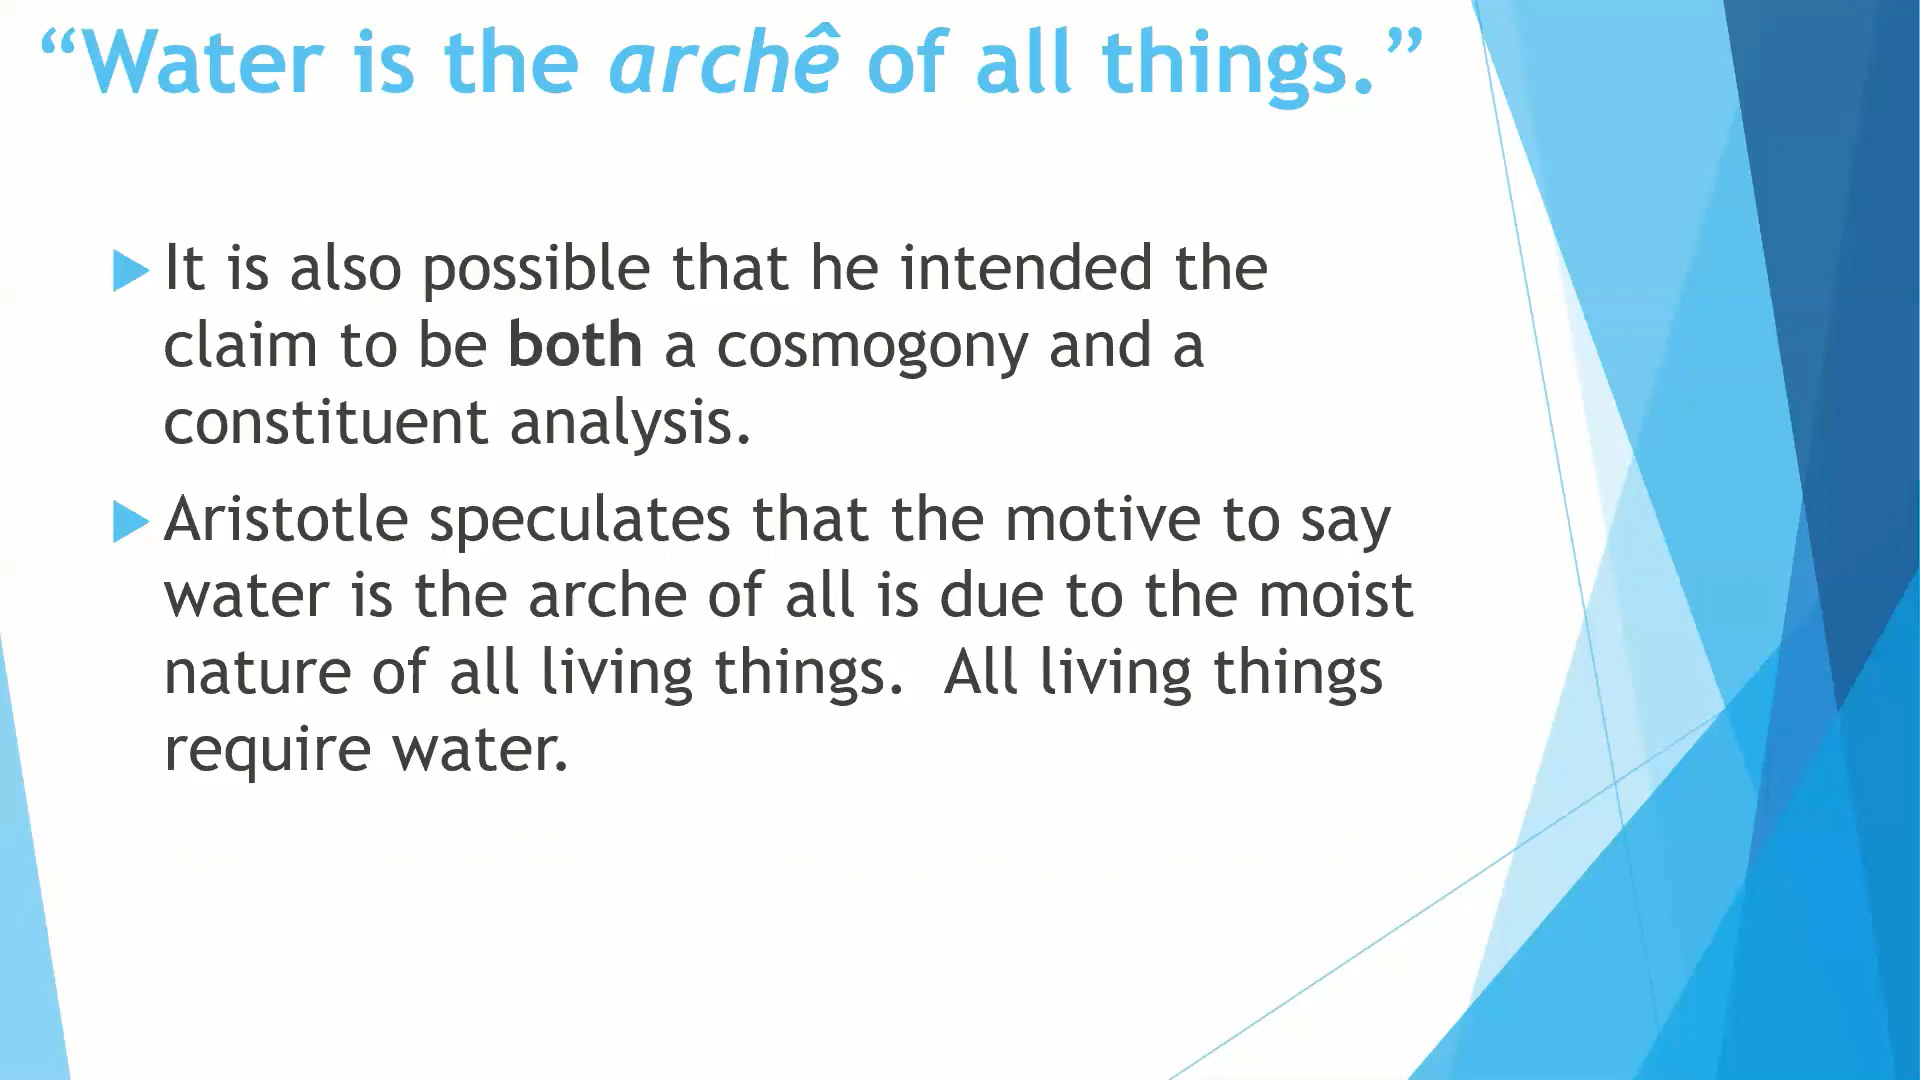 “Water is the archê of all things.”
It is also possible that he intended the
claim to be both a cosmogony and a
constituent analysis.
Aristotle speculates that the motive to say
water is the arche of all is due to the moist
nature of all living things.  All living things
require water.